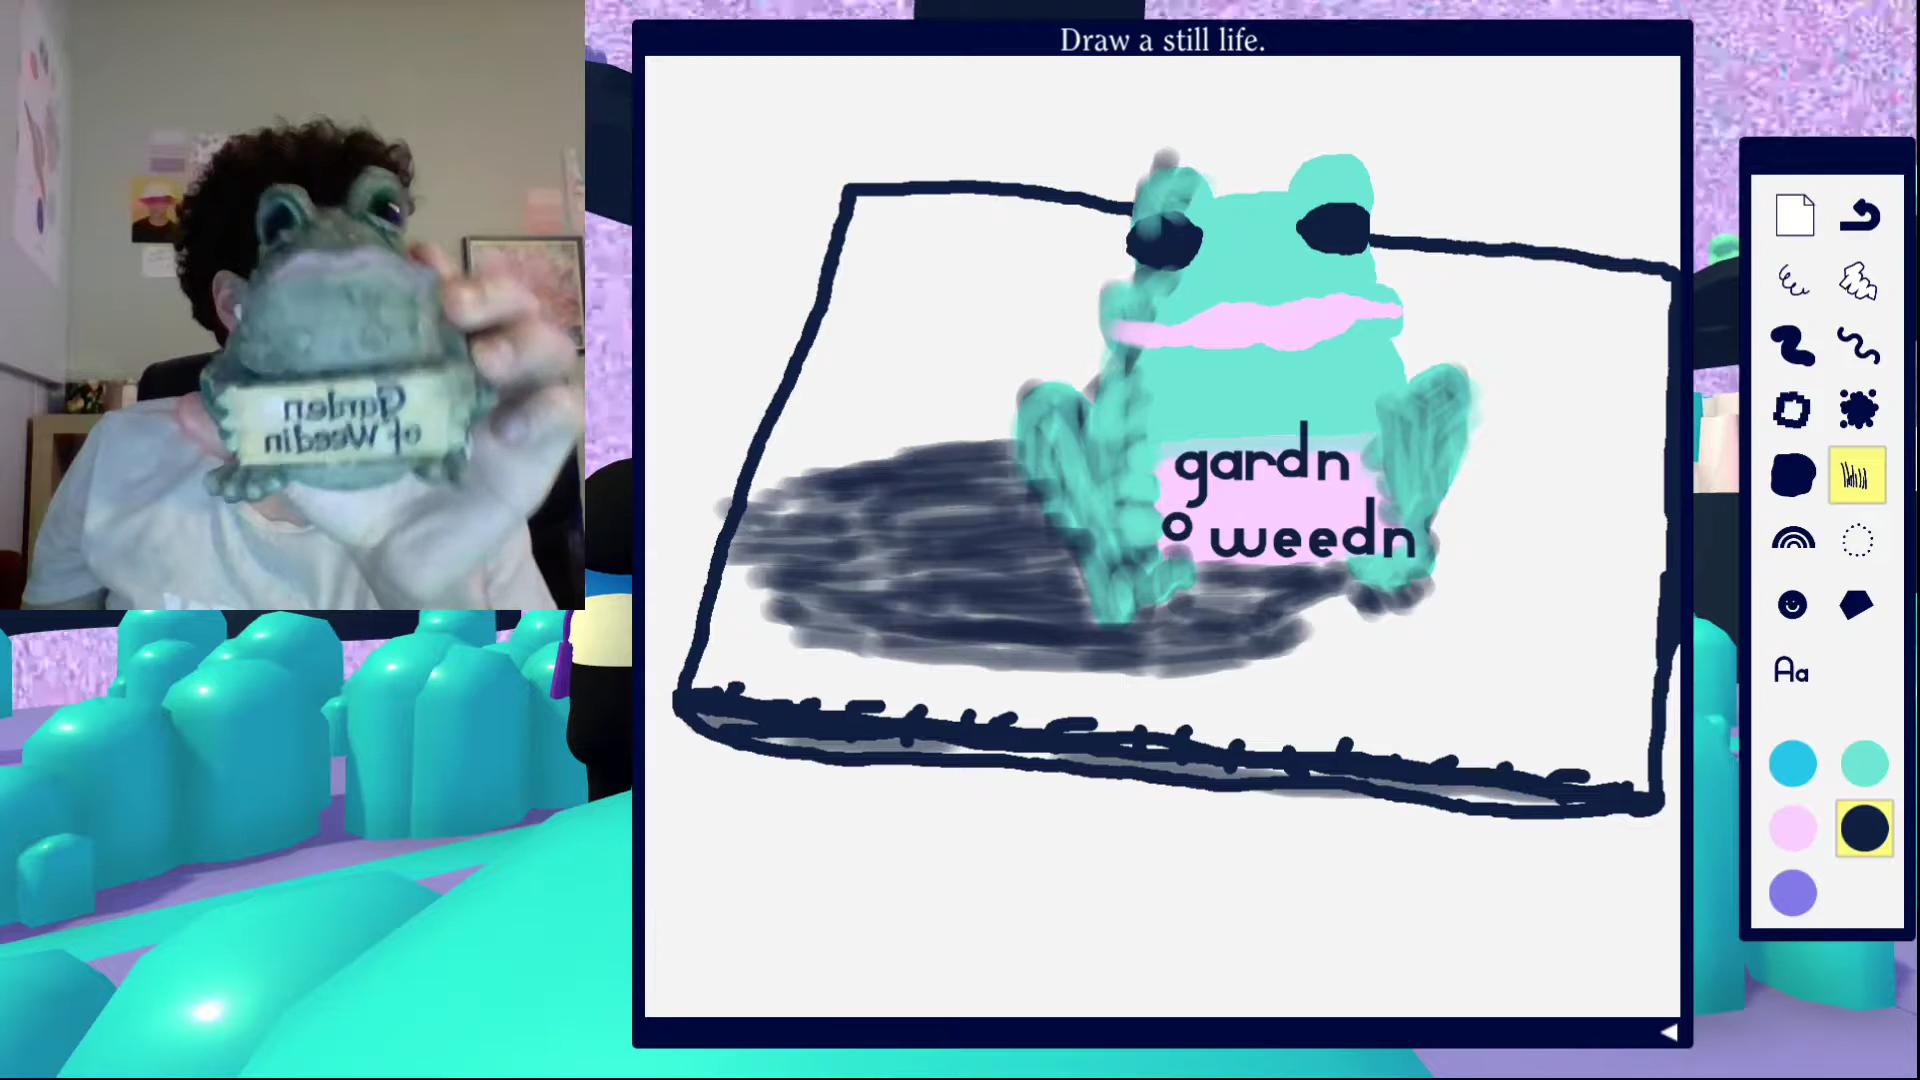 Draw a still life.
Garden
of Weedin
gardn
o weedn
Aa